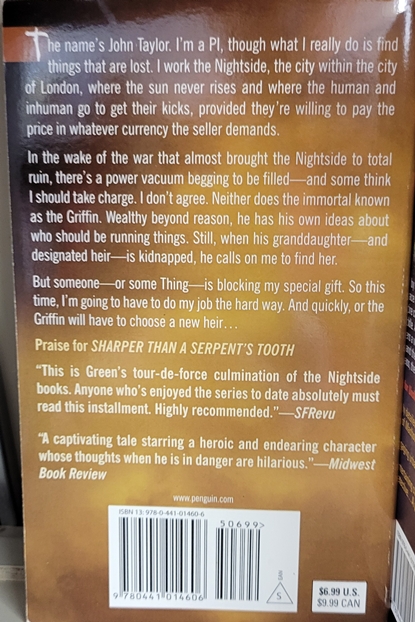 The name's John Taylor. I'm a PI, though what I really do is find
things that are lost. I work the Nightside, the city within the city
of London, where the sun never rises and where the human and
inhuman go to get their kicks, provided they're willing to pay the
price in whatever currency the seller demands.
In the wake of the war that almost brought the Nightside to total
ruin, there's a power vacuum begging to be filled—and some think
I should take charge. I don't agree. Neither does the immortal known
as the Griffin. Wealthy beyond reason, he has his own ideas about
who should be running things. Still, when his granddaughter—and
designated heir—is kidnapped, he calls on me to find her.
But someone—or some Thing—is blocking my special gift. So this
time, I'm going to have to do my job the hard way. And quickly, or the
Griffin will have to choose a new heir…
Praise for SHARPER THAN A SERPENT'S TOOTH
“This is Green's tour-de-force culmination of the Nightside
books. Anyone who's enjoyed the series to date absolutely must
read this installment. Highly recommended.”—SFRevu
“A captivating tale starring a heroic and endearing character
whose thoughts when he is in danger are hilarious.”—Midwest
Book Review
www.penguin.com
ISBN 13: 978-0-441-01460-6
50699>
9 780441 014606
S
EAN
$6.99 U.S.
$9.99 CAN